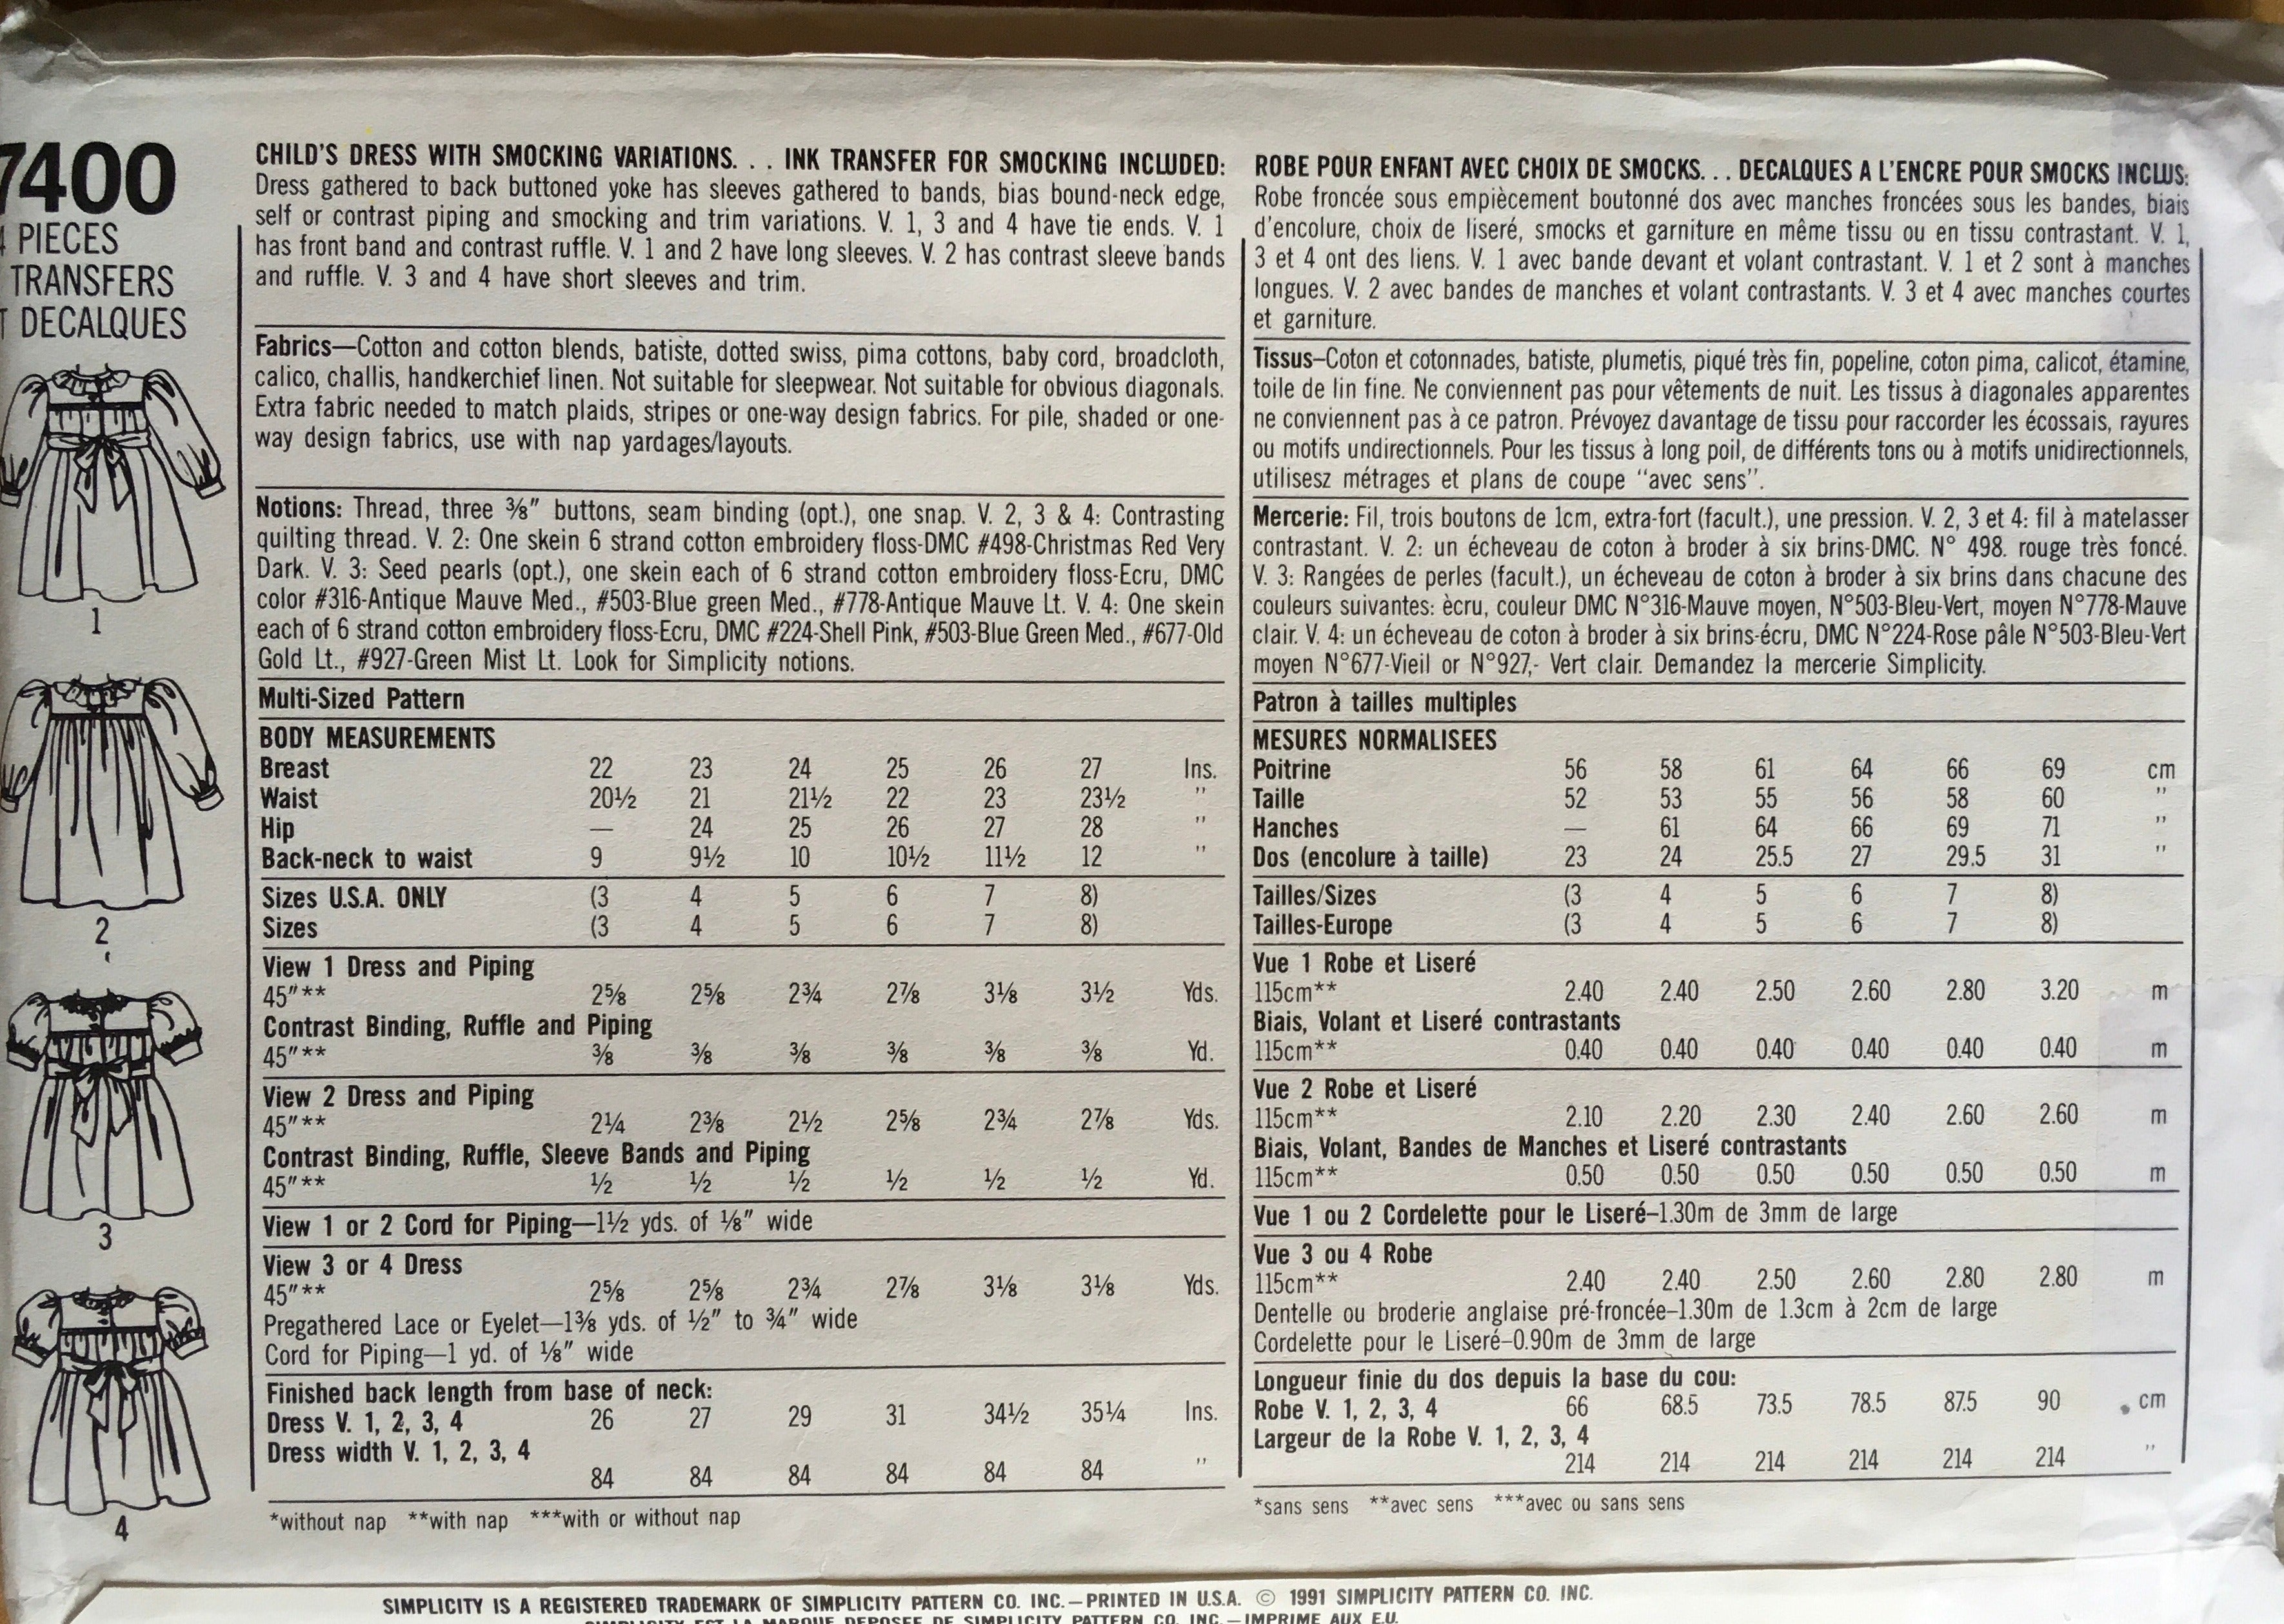 7400
PIECES
TRANSFERS
DECALQUES
1
2
3
4
CHILD'S DRESS WITH SMOCKING VARIATIONS. . . INK TRANSFER FOR SMOCKING INCLUDED:
Dress gathered to back buttoned yoke has sleeves gathered to bands, bias bound-neck edge,
self or contrast piping and smocking and trim variations. V. 1, 3 and 4 have tie ends. V. 1
has front band and contrast ruffle. V. 1 and 2 have long sleeves. V. 2 has contrast sleeve bands
and ruffle. V. 3 and 4 have short sleeves and trim.
Fabrics—Cotton and cotton blends, batiste, dotted swiss, pima cottons, baby cord, broadcloth,
calico, challis, handkerchief linen. Not suitable for sleepwear. Not suitable for obvious diagonals.
Extra fabric needed to match plaids, stripes or one-way design fabrics. For pile, shaded or one-
way design fabrics, use with nap yardages/layouts.
Notions: Thread, three ⅜" buttons, seam binding (opt.), one snap. V. 2, 3 & 4: Contrasting
quilting thread. V. 2: One skein 6 strand cotton embroidery floss-DMC #498-Christmas Red Very
Dark. V. 3: Seed pearls (opt.), one skein each of 6 strand cotton embroidery floss-Ecru, DMC
color #316-Antique Mauve Med., #503-Blue green Med., #778-Antique Mauve Lt. V. 4: One skein
each of 6 strand cotton embroidery floss-Ecru, DMC #224-Shell Pink, #503-Blue Green Med., #677-Old
Gold Lt., #927-Green Mist Lt. Look for Simplicity notions.
Multi-Sized Pattern
BODY MEASUREMENTS
Breast 22 23 24 25 26 27 Ins.
Waist 20½ 21 21½ 22 23 23½ "
Hip — 24 25 26 27 28 "
Back-neck to waist 9 9½ 10 10½ 11½ 12 "
Sizes U.S.A. ONLY (3 4 5 6 7 8)
Sizes (3 4 5 6 7 8)
View 1 Dress and Piping
45"** 2⅝ 2⅝ 2¾ 2⅞ 3⅛ 3½ Yds.
Contrast Binding, Ruffle and Piping
45"** ⅜ ⅜ ⅜ ⅜ ⅜ ⅜ Yd.
View 2 Dress and Piping
45"** 2¼ 2⅜ 2½ 2⅝ 2¾ 2⅞ Yds.
Contrast Binding, Ruffle, Sleeve Bands and Piping
45"** ½ ½ ½ ½ ½ ½ Yd.
View 1 or 2 Cord for Piping—1½ yds. of ⅛" wide
View 3 or 4 Dress
45"** 2⅝ 2⅝ 2¾ 2⅞ 3⅛ 3⅛ Yds.
Pregathered Lace or Eyelet—1⅜ yds. of ½" to ¾" wide
Cord for Piping—1 yd. of ⅛" wide
Finished back length from base of neck:
Dress V. 1, 2, 3, 4 26 27 29 31 34½ 35¼ Ins.
Dress width V. 1, 2, 3, 4
84 84 84 84 84 84 "
*without nap **with nap ***with or without nap
ROBE POUR ENFANT AVEC CHOIX DE SMOCKS. . . DECALQUES A L'ENCRE POUR SMOCKS INCLUS:
Robe froncée sous empiècement boutonné dos avec manches froncées sous les bandes, biais
d'encolure, choix de liseré, smocks et garniture en même tissu ou en tissu contrastant. V. 1,
3 et 4 ont des liens. V. 1 avec bande devant et volant contrastant. V. 1 et 2 sont à manches
longues. V. 2 avec bandes de manches et volant contrastants. V. 3 et 4 avec manches courtes
et garniture.
Tissus–Coton et cotonnades, batiste, plumetis, piqué très fin, popeline, coton pima, calicot, étamine,
toile de lin fine. Ne conviennent pas pour vêtements de nuit. Les tissus à diagonales apparentes
ne conviennent pas à ce patron. Prévoyez davantage de tissu pour raccorder les écossais, rayures
ou motifs undirectionnels. Pour les tissus à long poil, de différents tons ou à motifs unidirectionnels,
utilisesz métrages et plans de coupe "avec sens".
Mercerie: Fil, trois boutons de 1cm, extra-fort (facult.), une pression. V. 2, 3 et 4: fil à matelasser
contrastant. V. 2: un écheveau de coton à broder à six brins-DMC. N° 498. rouge très foncé.
V. 3: Rangées de perles (facult.), un écheveau de coton à broder à six brins dans chacune des
couleurs suivantes: ècru, couleur DMC N°316-Mauve moyen, N°503-Bleu-Vert, moyen N°778-Mauve
clair. V. 4: un écheveau de coton à broder à six brins-écru, DMC N°224-Rose pâle N°503-Bleu-Vert
moyen N°677-Vieil or N°927,- Vert clair. Demandez la mercerie Simplicity.
Patron à tailles multiples
MESURES NORMALISEES
Poitrine 56 58 61 64 66 69 cm
Taille 52 53 55 56 58 60 "
Hanches — 61 64 66 69 71 "
Dos (encolure à taille) 23 24 25.5 27 29.5 31 "
Tailles/Sizes (3 4 5 6 7 8)
Tailles-Europe (3 4 5 6 7 8)
Vue 1 Robe et Liseré
115cm** 2.40 2.40 2.50 2.60 2.80 3.20 m
Biais, Volant et Liseré contrastants
115cm** 0.40 0.40 0.40 0.40 0.40 0.40 m
Vue 2 Robe et Liseré
115cm** 2.10 2.20 2.30 2.40 2.60 2.60 m
Biais, Volant, Bandes de Manches et Liseré contrastants
115cm** 0.50 0.50 0.50 0.50 0.50 0.50 m
Vue 1 ou 2 Cordelette pour le Liseré–1.30m de 3mm de large
Vue 3 ou 4 Robe
115cm** 2.40 2.40 2.50 2.60 2.80 2.80 m
Dentelle ou broderie anglaise pré-froncée–1.30m de 1.3cm à 2cm de large
Cordelette pour le Liseré–0.90m de 3mm de large
Longueur finie du dos depuis la base du cou:
Robe V. 1, 2, 3, 4 66 68.5 73.5 78.5 87.5 90 cm
Largeur de la Robe V. 1, 2, 3, 4
214 214 214 214 214 214 "
*sans sens **avec sens ***avec ou sans sens
SIMPLICITY IS A REGISTERED TRADEMARK OF SIMPLICITY PATTERN CO. INC.—PRINTED IN U.S.A. © 1991 SIMPLICITY PATTERN CO. INC.
SIMPLICITY EST LA MARQUE DEPOSEE DE SIMPLICITY PATTERN CO. INC.—IMPRIME AUX E.U.